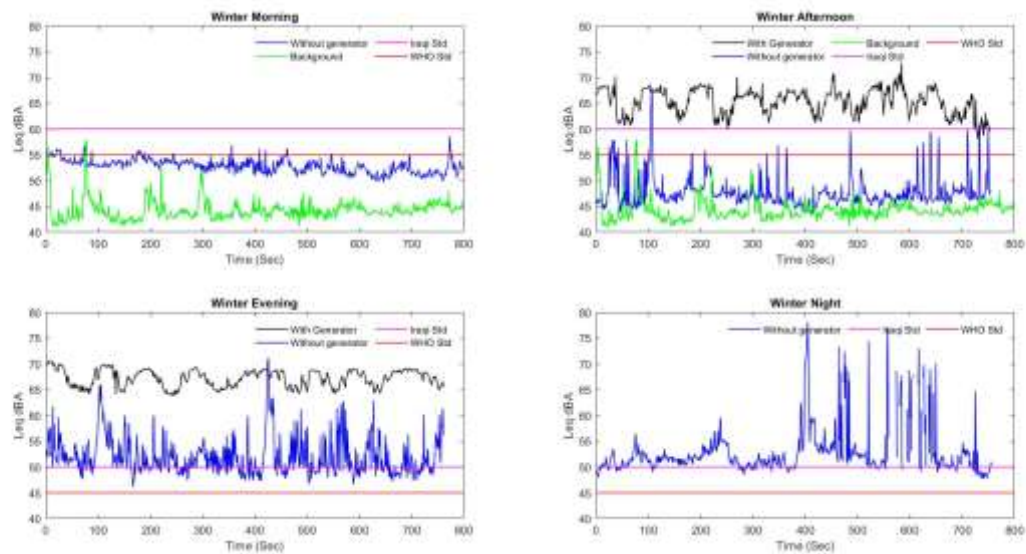 Winter Morning
80
75
70
65
60
55
50
45
40
Leq dBA
Without generator
Iraqi Std
Background
WHO Std
0 100 200 300 400 500 600 700 800
Time (Sec)
Winter Afternoon
80
75
70
65
60
55
50
45
40
Leq dBA
With Generator
Background
WHO Std
Without generator
Iraqi Std
0 100 200 300 400 500 600 700 800
Time (Sec)
Winter Evening
80
75
70
65
60
55
50
45
40
Leq dBA
With Generator
Iraqi Std
Without generator
WHO Std
0 100 200 300 400 500 600 700 800
Time (Sec)
Winter Night
80
75
70
65
60
55
50
45
40
Leq dBA
Without generator
Iraqi Std
WHO Std
0 100 200 300 400 500 600 700 800
Time (Sec)